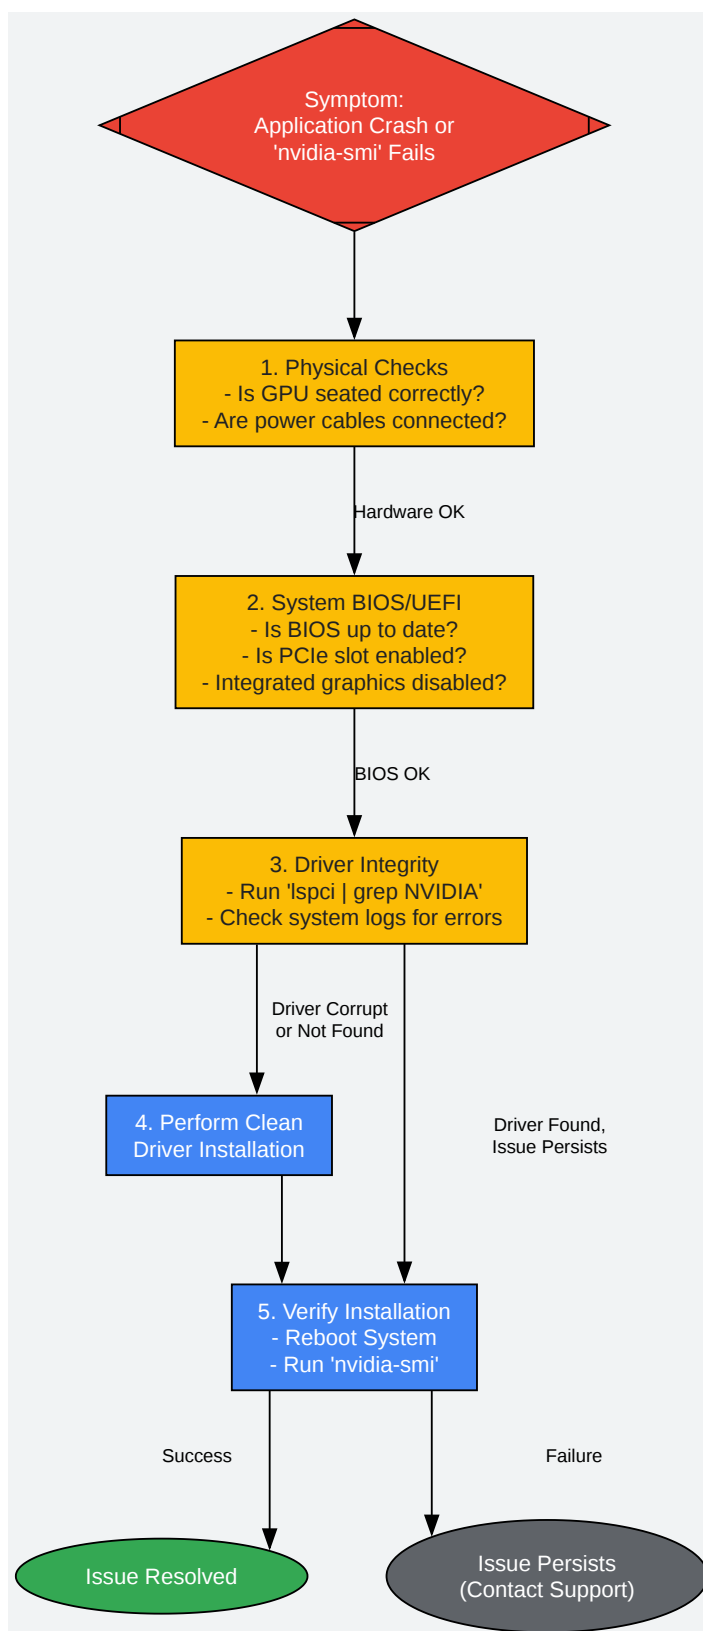 Symptom:
Application Crash or
'nvidia-smi' Fails
1. Physical Checks
- Is GPU seated correctly?
- Are power cables connected?
Hardware OK
2. System BIOS/UEFI
- Is BIOS up to date?
- Is PCIe slot enabled?
- Integrated graphics disabled?
BIOS OK
3. Driver Integrity
- Run 'lspci | grep NVIDIA'
- Check system logs for errors
Driver Corrupt
or Not Found
4. Perform Clean
Driver Installation
Driver Found,
Issue Persists
5. Verify Installation
- Reboot System
- Run 'nvidia-smi'
Success
Failure
Issue Resolved
Issue Persists
(Contact Support)